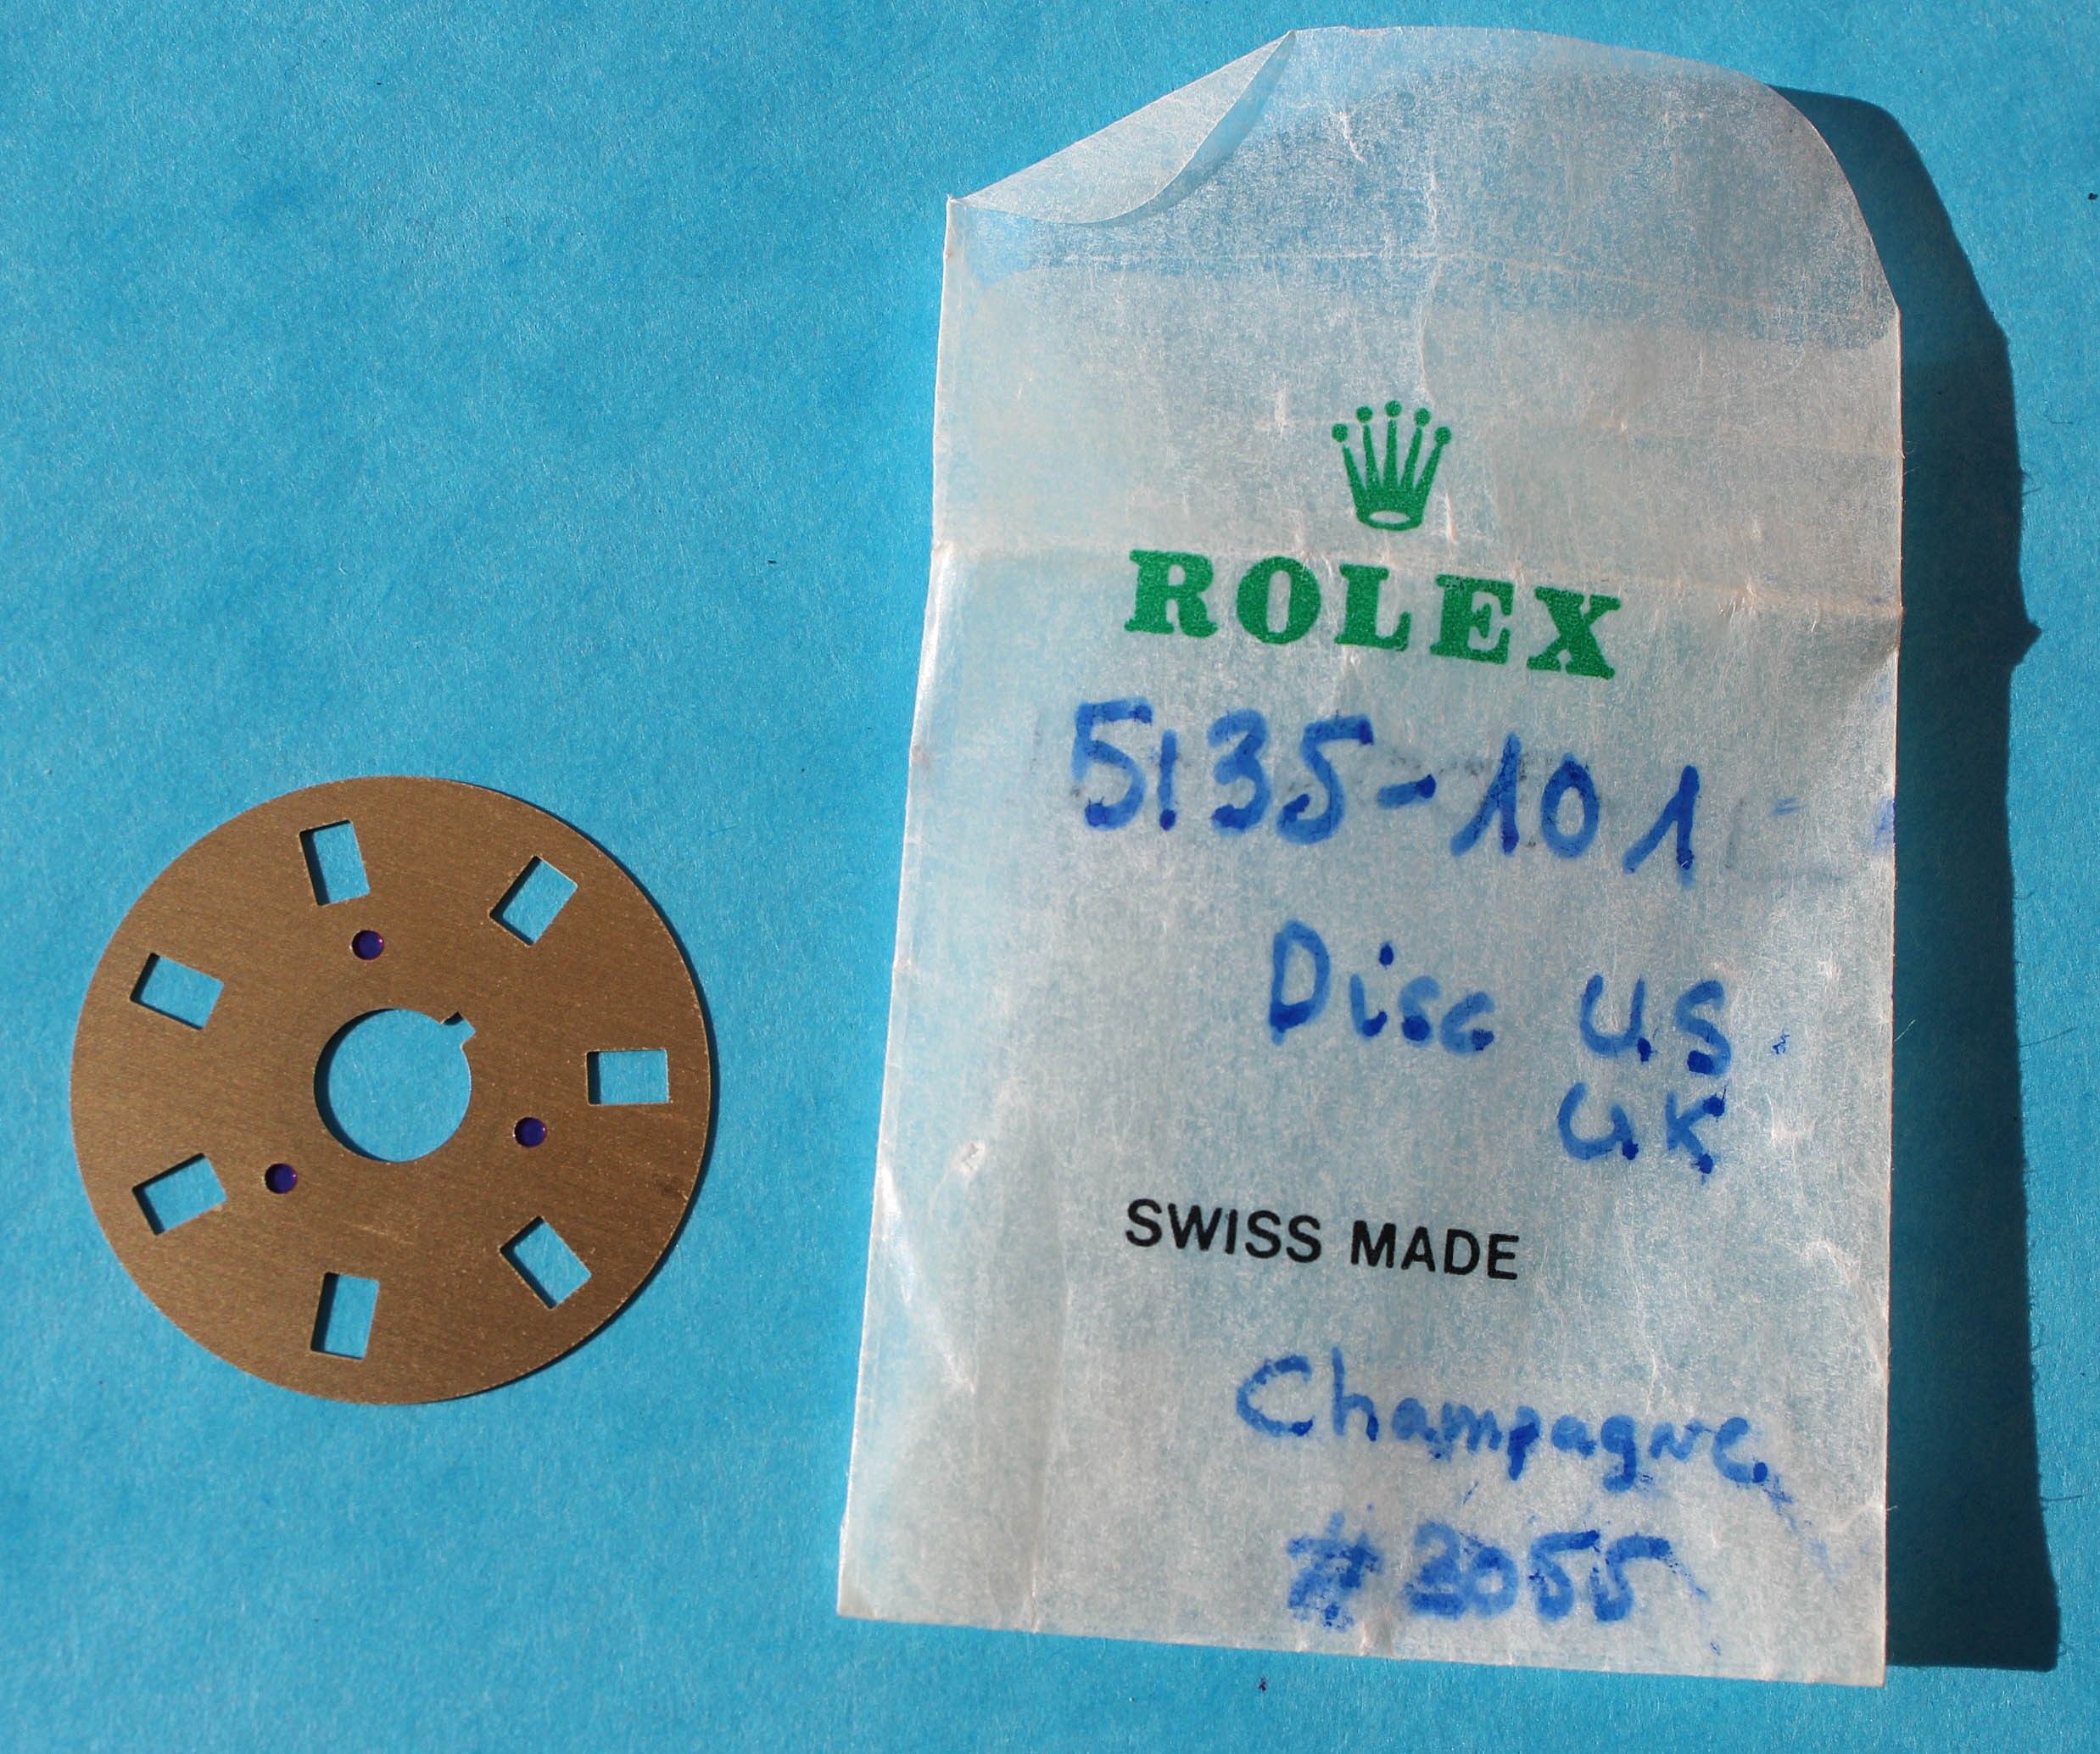 ROLEX
5135-101
Disc U.S
U.K
SWISS MADE
Champagne
# 3055